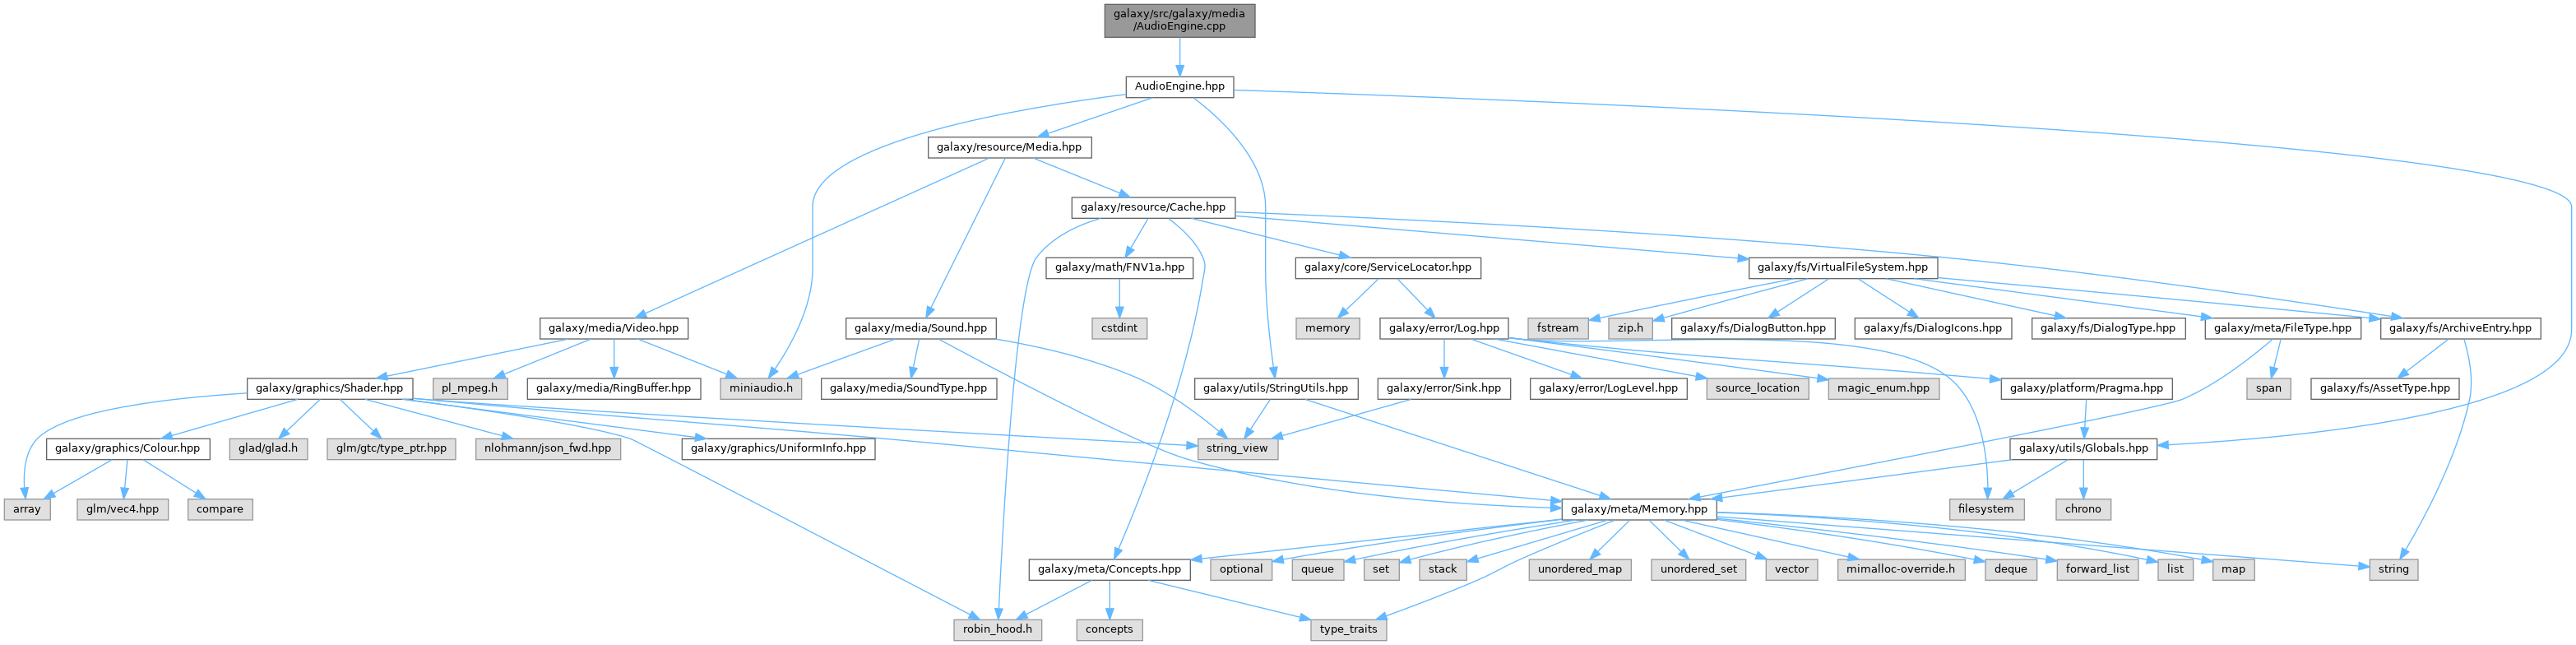 galaxy/src/galaxy/media
/AudioEngine.cpp
AudioEngine.hpp
galaxy/resource/Media.hpp
galaxy/resource/Cache.hpp
galaxy/math/FNV1a.hpp
galaxy/core/ServiceLocator.hpp
galaxy/fs/VirtualFileSystem.hpp
galaxy/media/Video.hpp
galaxy/media/Sound.hpp
cstdint
memory
galaxy/error/Log.hpp
fstream
zip.h
galaxy/fs/DialogButton.hpp
galaxy/fs/DialogIcons.hpp
galaxy/fs/DialogType.hpp
galaxy/meta/FileType.hpp
galaxy/fs/ArchiveEntry.hpp
galaxy/graphics/Shader.hpp
pl_mpeg.h
galaxy/media/RingBuffer.hpp
miniaudio.h
galaxy/media/SoundType.hpp
galaxy/utils/StringUtils.hpp
galaxy/error/Sink.hpp
galaxy/error/LogLevel.hpp
source_location
magic_enum.hpp
galaxy/platform/Pragma.hpp
span
galaxy/fs/AssetType.hpp
galaxy/graphics/Colour.hpp
glad/glad.h
glm/gtc/type_ptr.hpp
nlohmann/json_fwd.hpp
galaxy/graphics/UniformInfo.hpp
string_view
galaxy/utils/Globals.hpp
array
glm/vec4.hpp
compare
galaxy/meta/Memory.hpp
filesystem
chrono
galaxy/meta/Concepts.hpp
optional
queue
set
stack
unordered_map
unordered_set
vector
mimalloc-override.h
deque
forward_list
list
map
string
robin_hood.h
concepts
type_traits